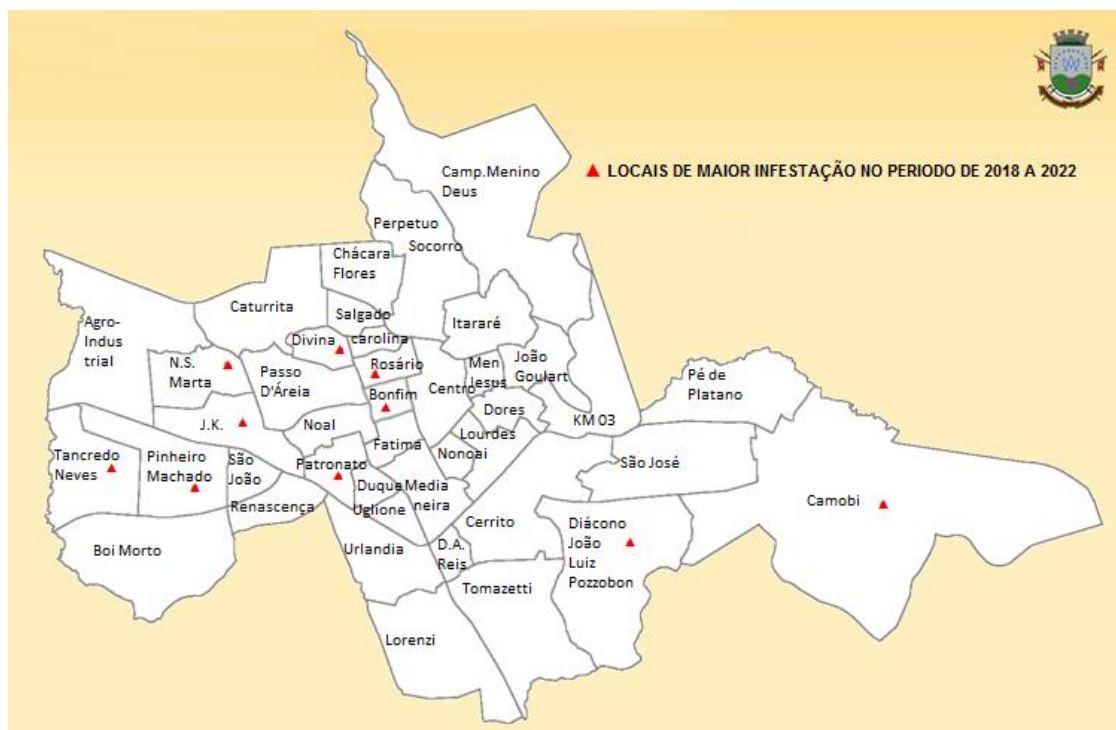 Camp.Menino
Deus
▲ LOCAIS DE MAIOR INFESTAÇÃO NO PERIODO DE 2018 A 2022
Perpetuo
Socorro
Chácara
Flores
Caturrita
Salgado
Agro-
Indus
trial
Itararé
Divina
carolina
N.S.
Marta
Passo
D'Áreia
Rosário
Men
Jesus
João
Goulart
Centro
Bonfim
Pé de
Platano
J.K.
Noal
Dores
KM 03
Fatima
Lourdes
Nonoai
Tancredo
Neves
Pinheiro
Machado
São
João
Patronato
São José
Duque
Uglione
Media
neira
Renascença
Camobi
Cerrito
Diácono
João
Luiz
Pozzobon
Boi Morto
Urlandia
D.A.
Reis
Tomazetti
Lorenzi